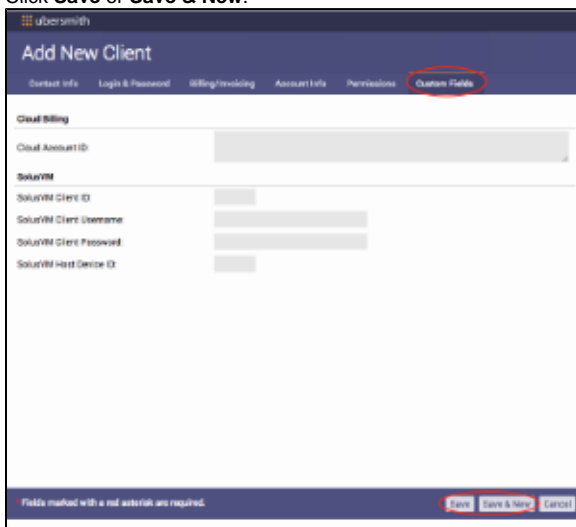 Click Save or Save & New.
ubersmith
Add New Client
Contact Info Login & Password Billing/Invoicing Account Info Permissions Custom Fields
Cloud Billing
Cloud Account ID:
SolusVM
SolusVM Client ID:
SolusVM Client Username:
SolusVM Client Password:
SolusVM Host Device ID:
* Fields marked with a red asterisk are required. Save Save & New Cancel